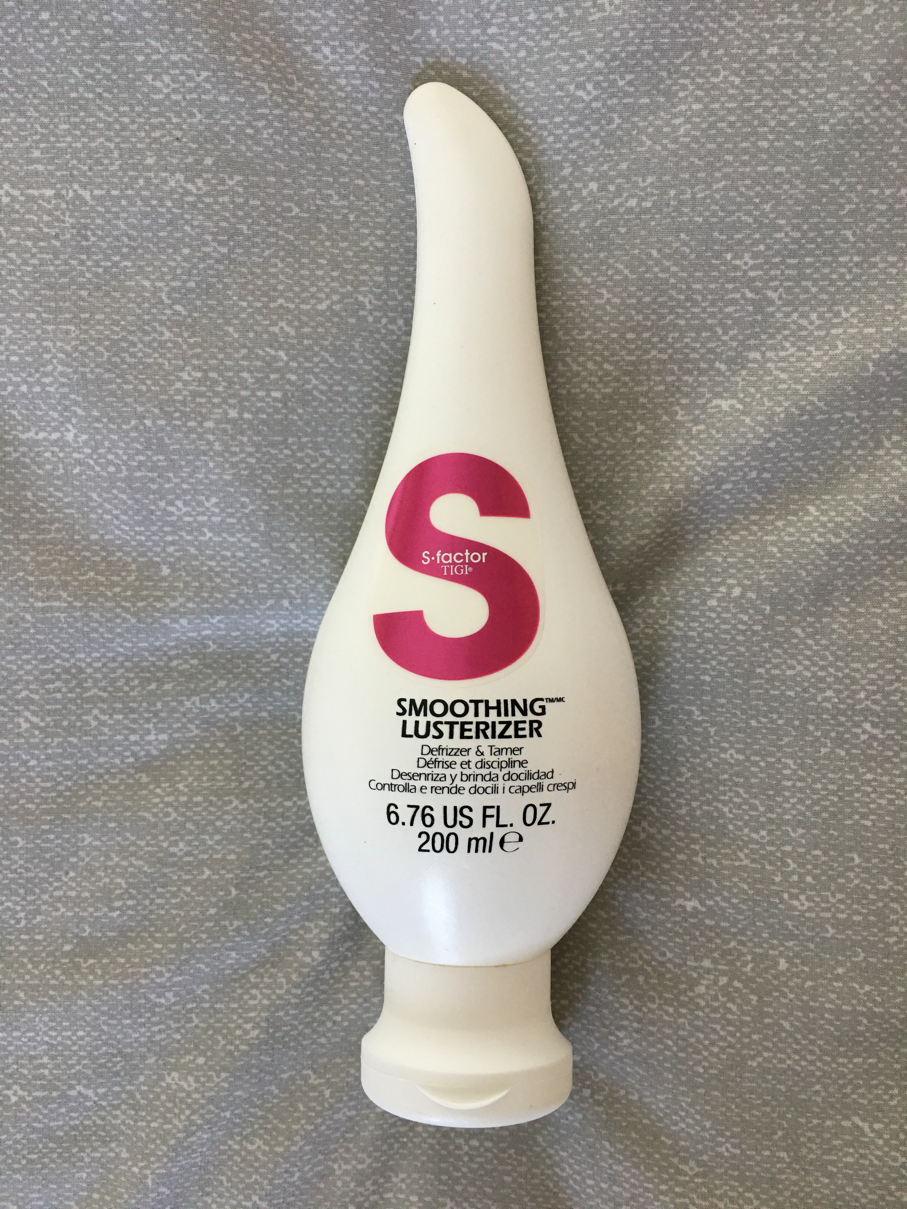 S
S·factor
TIGI®
SMOOTHING™/MC
LUSTERIZER
Defrizzer & Tamer
Défrise et discipline
Desenriza y brinda docilidad
Controlla e rende docili i capelli crespi
6.76 US FL. OZ.
200 ml ℮